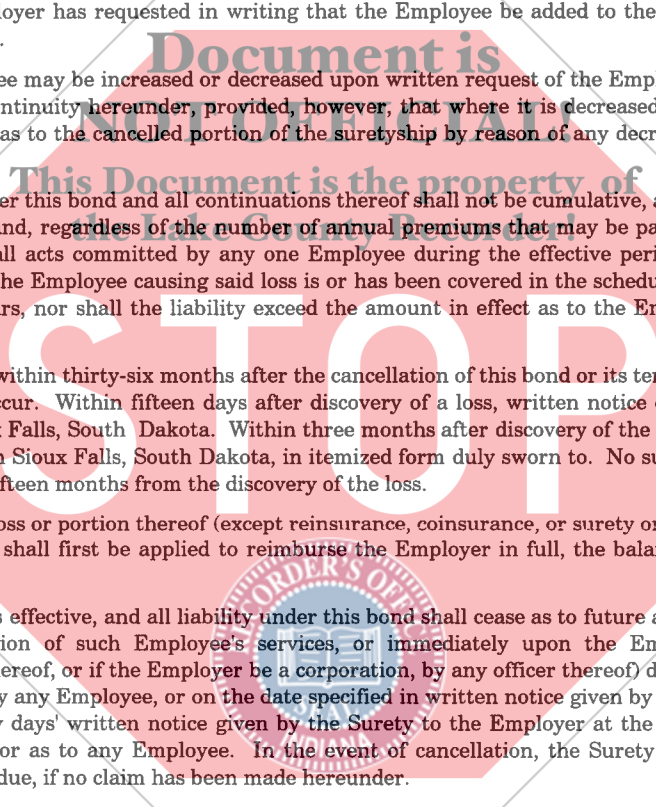 loyer has requested in writing that the Employee be added to the
.
Document is
ee may be increased or decreased upon written request of the Emp
ntinuity hereunder, provided, however, that where it is decreased
NOT OFFICIAL!
as to the cancelled portion of the suretyship by reason of any decr
This Document is the property of
er this bond and all continuations thereof shall not be cumulative, a
the Lake County Recorder!
nd, regardless of the number of annual premiums that may be pa
all acts committed by any one Employee during the effective peri
he Employee causing said loss is or has been covered in the schedu
rs, nor shall the liability exceed the amount in effect as to the Em
STOP
within thirty-six months after the cancellation of this bond or its ter
ccur. Within fifteen days after discovery of a loss, written notice
x Falls, South Dakota. Within three months after discovery of the
n Sioux Falls, South Dakota, in itemized form duly sworn to. No su
fteen months from the discovery of the loss.
oss or portion thereof (except reinsurance, coinsurance, or surety or
shall first be applied to reimburse the Employer in full, the bala
RECORDER'S OFFIC
s effective, and all liability under this bond shall cease as to future a
tion of such Employee's services, or immediately upon the Em
hereof, or if the Employer be a corporation, by any officer thereof) d
y any Employee, or on the date specified in written notice given by
SEAL
y days' written notice given by the Surety to the Employer at the
INDIANA
or as to any Employee. In the event of cancellation, the Surety
due, if no claim has been made hereunder.